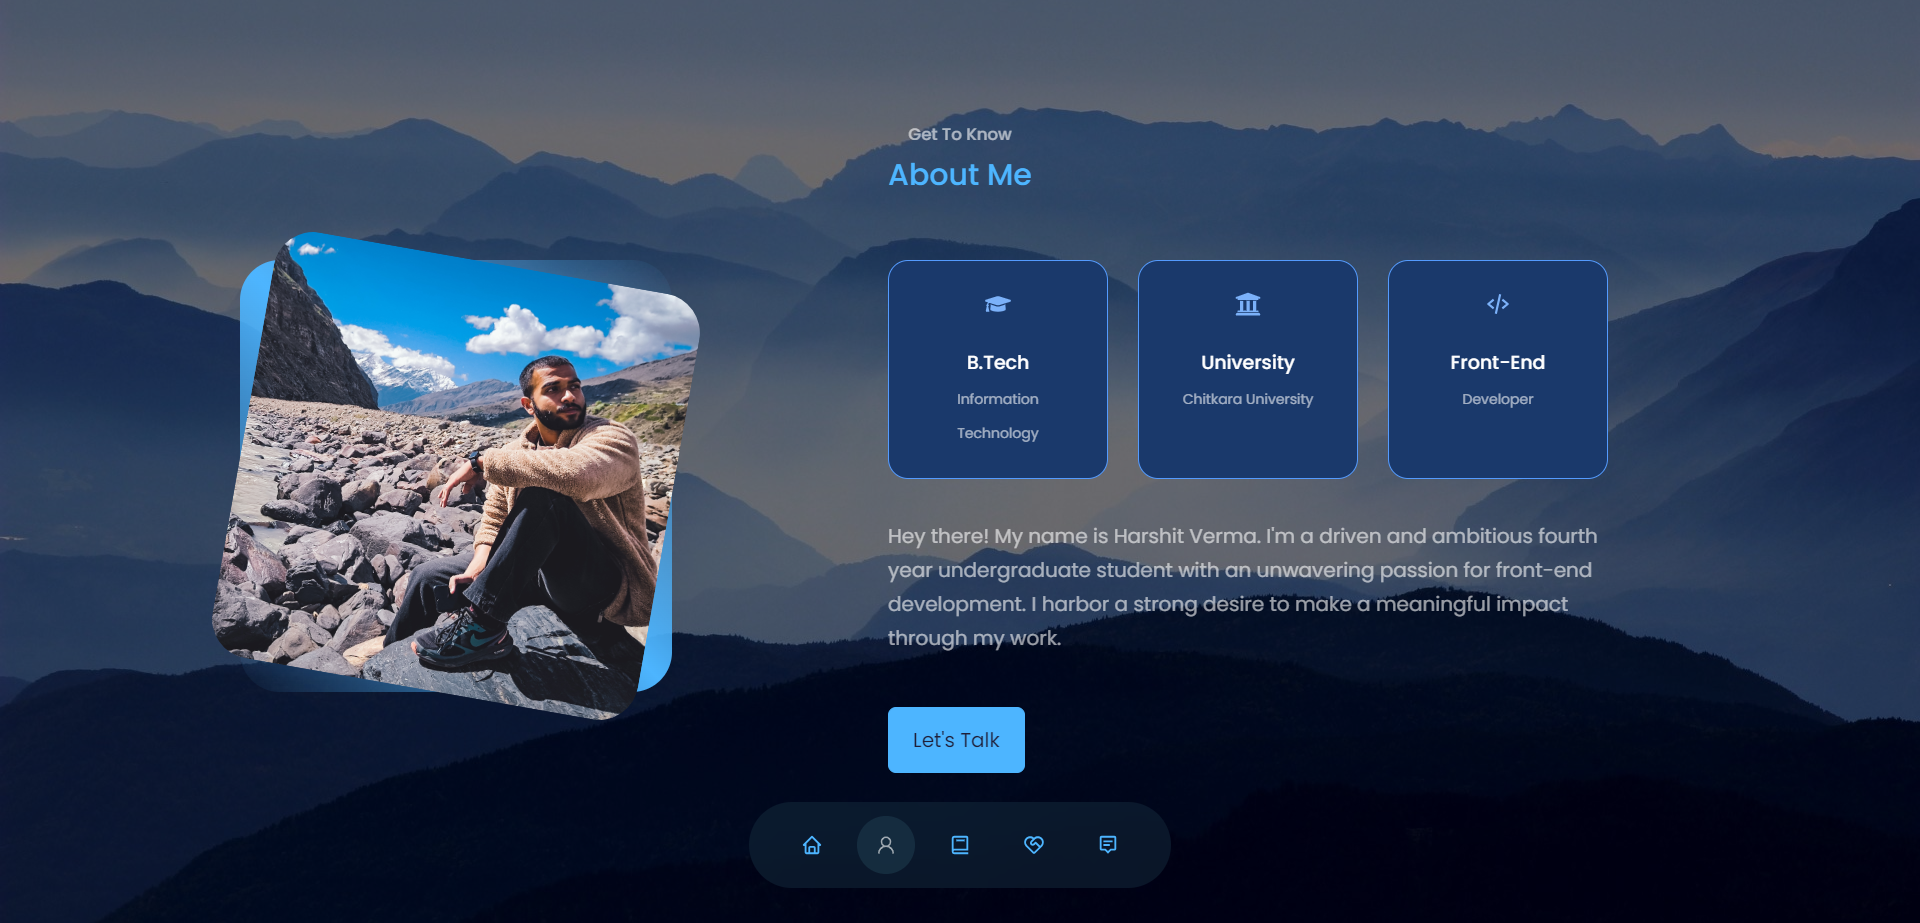 Get To Know
About Me
B.Tech
Information
Technology
University
Chitkara University
Front-End
Developer
Hey there! My name is Harshit Verma. I'm a driven and ambitious fourth
year undergraduate student with an unwavering passion for front-end
development. I harbor a strong desire to make a meaningful impact
through my work.
Let's Talk